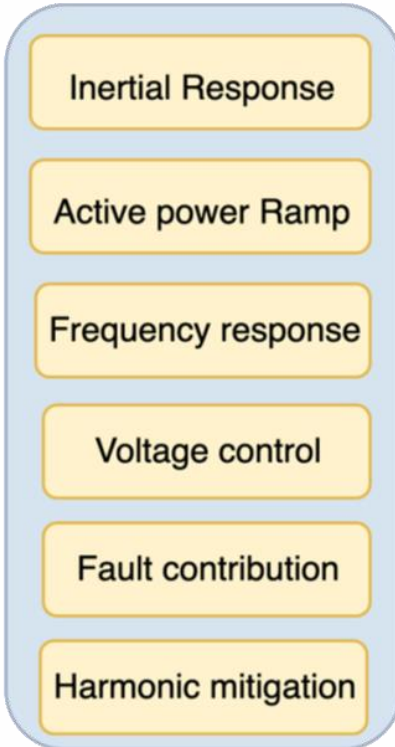 Inertial Response
Active power Ramp
Frequency response
Voltage control
Fault contribution
Harmonic mitigation